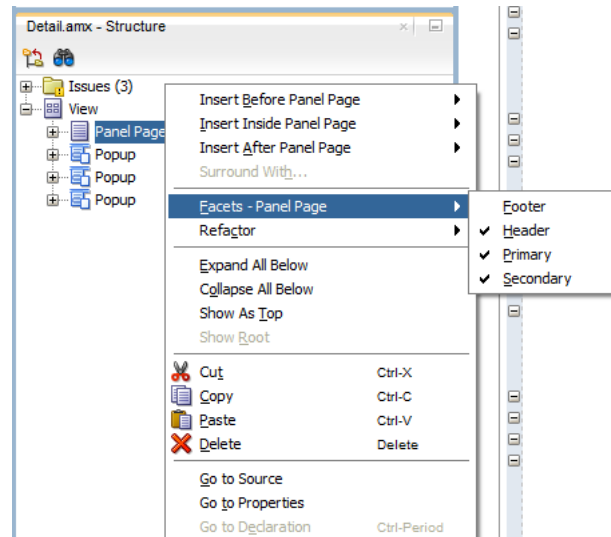 Detail.amx - Structure
Issues (3)
View
Panel Page
Popup
Popup
Popup
Insert Before Panel Page
Insert Inside Panel Page
Insert After Panel Page
Surround With...
Facets - Panel Page
Refactor
Expand All Below
Collapse All Below
Show As Top
Show Root
Cut Ctrl-X
Copy Ctrl-C
Paste Ctrl-V
Delete Delete
Go to Source
Go to Properties
Go to Declaration Ctrl-Period
Footer
Header
Primary
Secondary